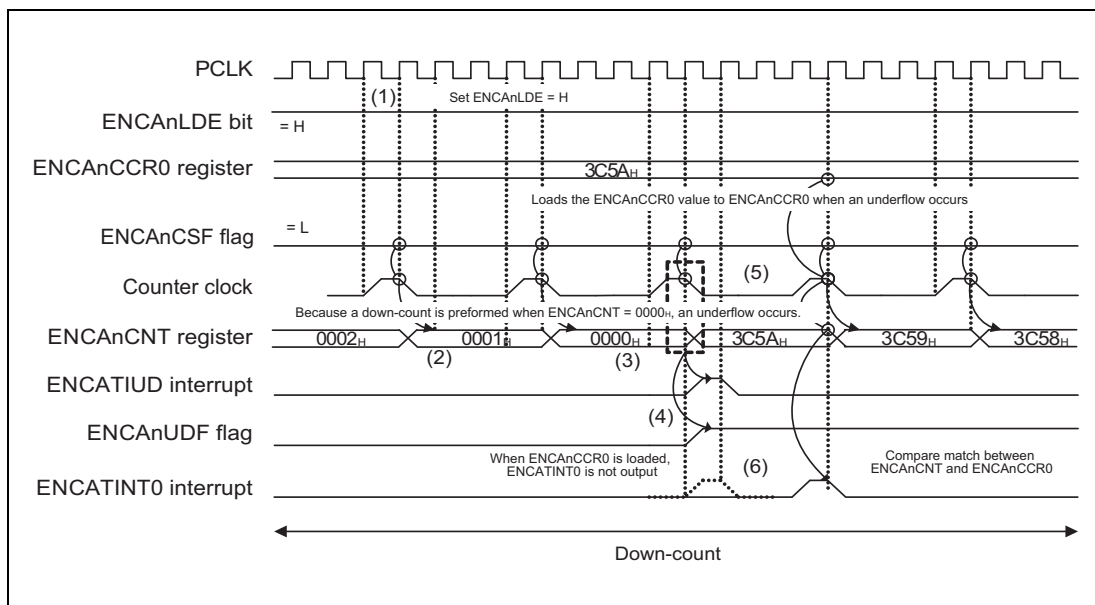 PCLK
(1)
Set ENCAnLDE = H
ENCAnLDE bit
= H
ENCAnCCR0 register
3C5AH
Loads the ENCAnCCR0 value to ENCAnCCR0 when an underflow occurs
ENCAnCSF flag
= L
Counter clock
(5)
Because a down-count is preformed when ENCAnCNT = 0000H, an underflow occurs.
ENCAnCNT register
0002H
(2)
0001H
0000H
(3)
3C5AH
3C59H
3C58H
ENCATIUD interrupt
(4)
ENCAnUDF flag
When ENCAnCCR0 is loaded,
ENCATINT0 is not output
(6)
Compare match between
ENCAnCNT and ENCAnCCR0
ENCATINT0 interrupt
Down-count